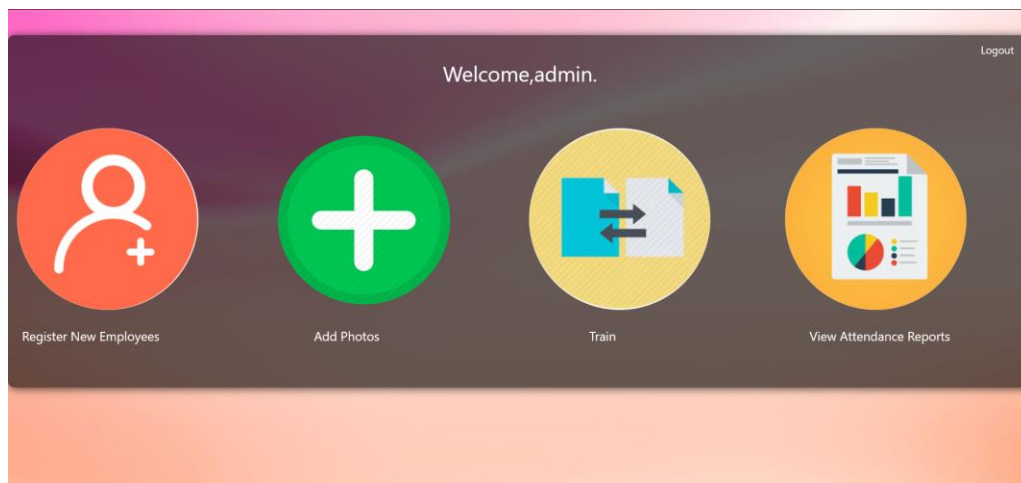 Logout
Welcome,admin.
Register New Employees
Add Photos
Train
View Attendance Reports